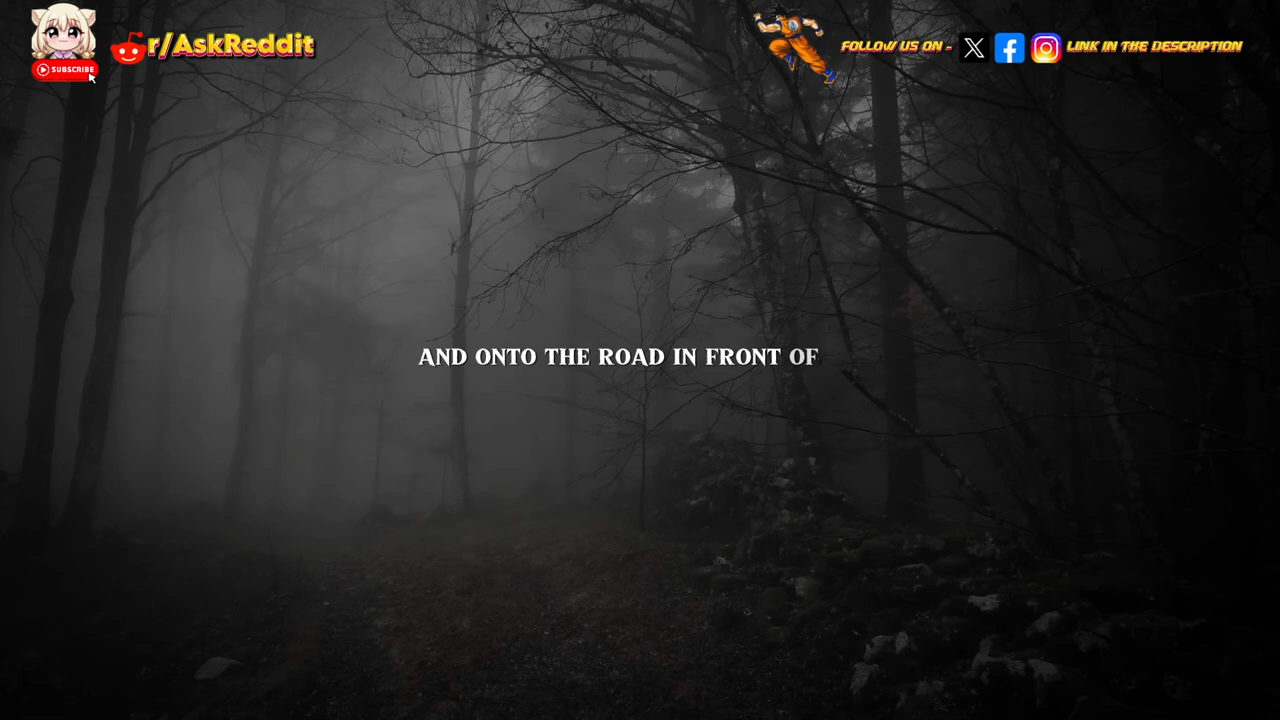 r/AskReddit
SUBSCRIBE
FOLLOW US ON -
LINK IN THE DESCRIPTION
AND ONTO THE ROAD IN FRONT OF